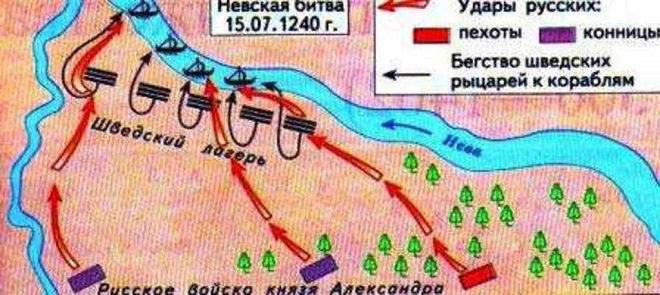 Невская битва
15.07.1240 г.
Удары русских:
пехоты
конницы
Бегство шведских
рыцарей к кораблям
Нева
Шведский лагерь
Русское войско князя Александра